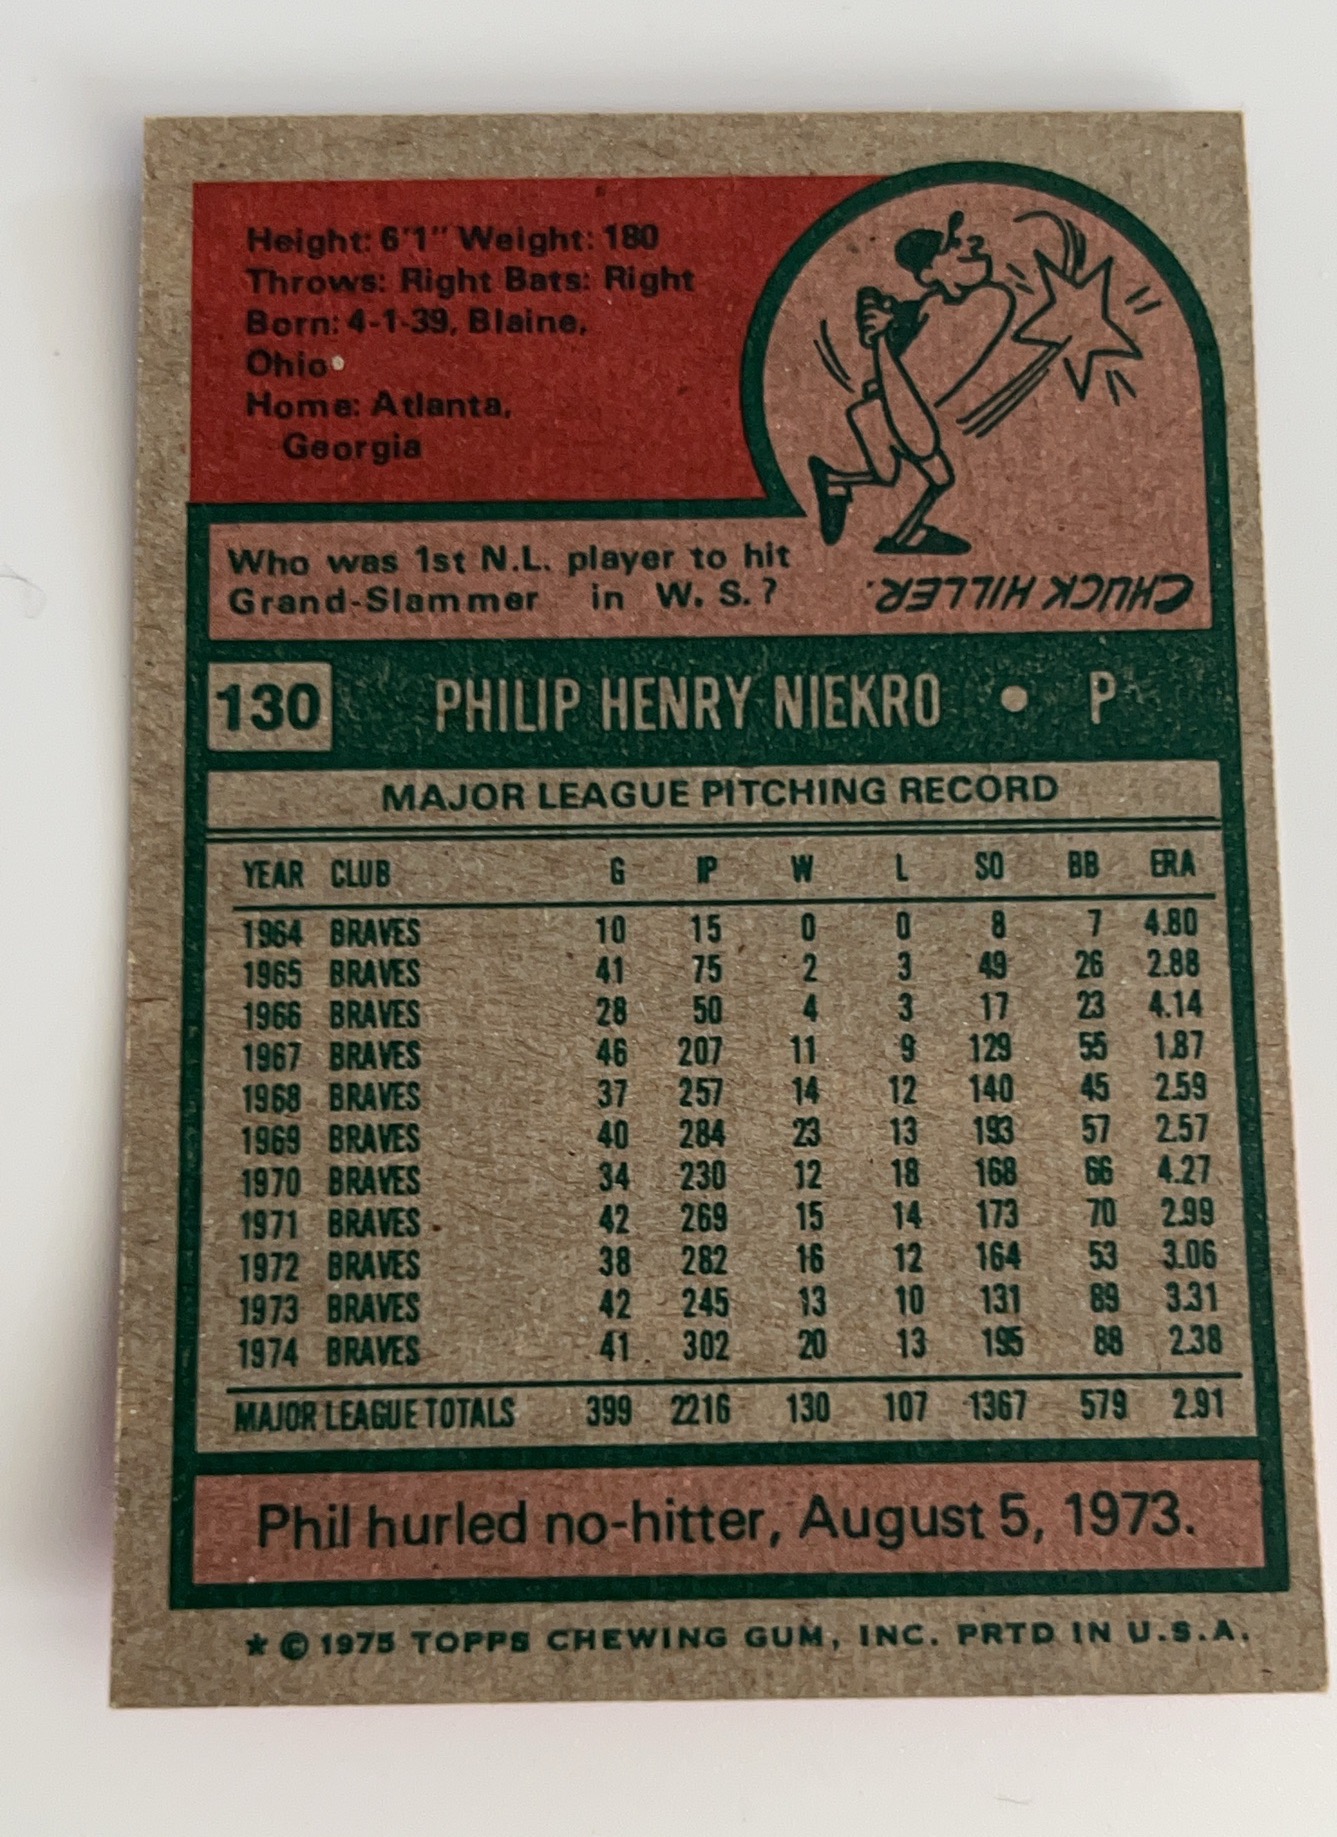 Height: 6'1" Weight: 180
Throws: Right Bats: Right
Born: 4-1-39, Blaine,
Ohio
Home: Atlanta,
Georgia
Who was 1st N.L. player to hit
Grand-Slammer in W. S.?
CHUCK HILLER.
130 PHILIP HENRY NIEKRO • P
MAJOR LEAGUE PITCHING RECORD
YEAR CLUB G IP W L SO BB ERA
1964 BRAVES 10 15 0 0 8 7 4.80
1965 BRAVES 41 75 2 3 49 26 2.88
1966 BRAVES 28 50 4 3 17 23 4.14
1967 BRAVES 46 207 11 9 129 55 1.87
1968 BRAVES 37 257 14 12 140 45 2.59
1969 BRAVES 40 284 23 13 193 57 2.57
1970 BRAVES 34 230 12 18 168 66 4.27
1971 BRAVES 42 269 15 14 173 70 2.99
1972 BRAVES 38 282 16 12 164 53 3.06
1973 BRAVES 42 245 13 10 131 89 3.31
1974 BRAVES 41 302 20 13 195 88 2.38
MAJOR LEAGUE TOTALS 399 2216 130 107 1367 579 2.91
Phil hurled no-hitter, August 5, 1973.
* © 1975 TOPPS CHEWING GUM, INC. PRTD IN U.S.A.